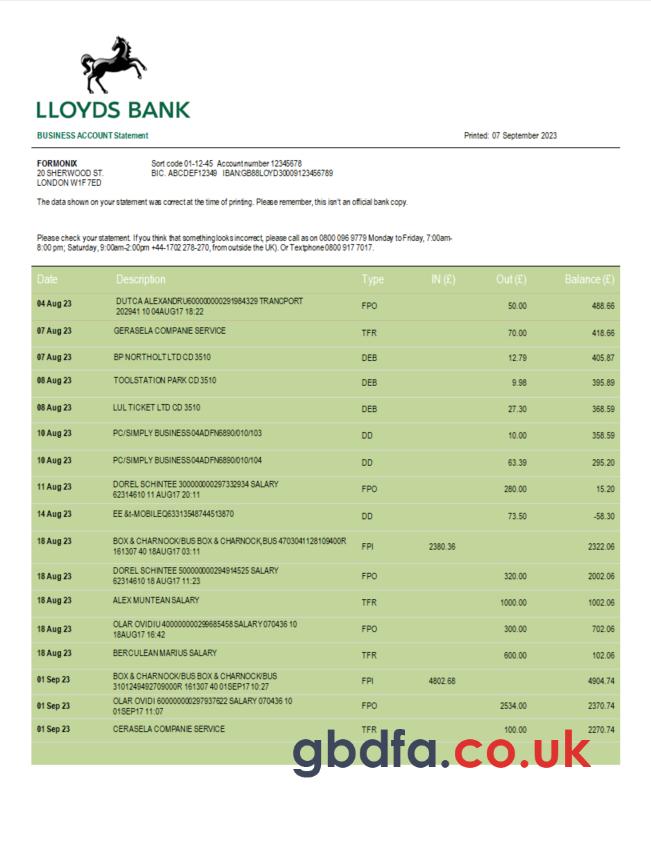 LLOYDS BANK
BUSINESS ACCOUNT Statement Printed: 07 September 2023
FORMONIX Sort code 01-12-45 Account number 12345678
20 SHERWOOD ST. BIC. ABCDEF12349 IBAN:GB88LOYD30009123456789
LONDON W1F 7ED
The data shown on your statement was correct at the time of printing. Please remember, this isn't an official bank copy.
Please check your statement. If you think that something looks incorrect, please call as on 0800 096 9779 Monday to Friday, 7:00am-
8:00 pm; Saturday, 9:00am-2:00pm +44-1702 278-270, from outside the UK). Or Textphone 0800 917 7017.
Date Description Type IN (£) Out (£) Balance (£)
04 Aug 23 DUTCA ALEXANDRU600000000291984329 TRANCPORT FPO 50.00 488.66
202941 10 04AUG17 18:22
07 Aug 23 GERASELA COMPANIE SERVICE TFR 70.00 418.66
07 Aug 23 BP NORTHOLT LTD CD 3510 DEB 12.79 405.87
08 Aug 23 TOOLSTATION PARK CD 3510 DEB 9.98 395.89
08 Aug 23 LUL TICKET LTD CD 3510 DEB 27.30 368.59
10 Aug 23 PC/SIMPLY BUSINESS04ADFN6890/010/103 DD 10.00 358.59
10 Aug 23 PC/SIMPLY BUSINESS04ADFN6890/010/104 DD 63.39 295.20
11 Aug 23 DOREL SCHINTEE 300000000297332934 SALARY FPO 280.00 15.20
62314610 11 AUG17 20:11
14 Aug 23 EE &t-MOBILEQ63313548744513870 DD 73.50 -58.30
18 Aug 23 BOX & CHARNOCK/BUS BOX & CHARNOCK,BUS 4703041128109400R FPI 2380.36 2322.06
161307 40 18AUG17 03:11
18 Aug 23 DOREL SCHINTEE 500000000294914525 SALARY FPO 320.00 2002.06
62314610 18 AUG17 11:23
18 Aug 23 ALEX MUNTEAN SALARY TFR 1000.00 1002.06
18 Aug 23 OLAR OVIDIU 400000000299685458 SALARY 070436 10 FPO 300.00 702.06
18AUG17 16:42
18 Aug 23 BERCULEAN MARIUS SALARY TFR 600.00 102.06
01 Sep 23 BOX & CHARNOCK/BUS BOX & CHARNOCK/BUS FPI 4802.68 4904.74
3101249492709000R 161307 40 01SEP17 10:27
01 Sep 23 OLAR OVIDI 600000000297937622 SALARY 070436 10 FPO 2534.00 2370.74
01SEP17 11:07
01 Sep 23 CERASELA COMPANIE SERVICE TFR 100.00 2270.74
gbdfa.co.uk